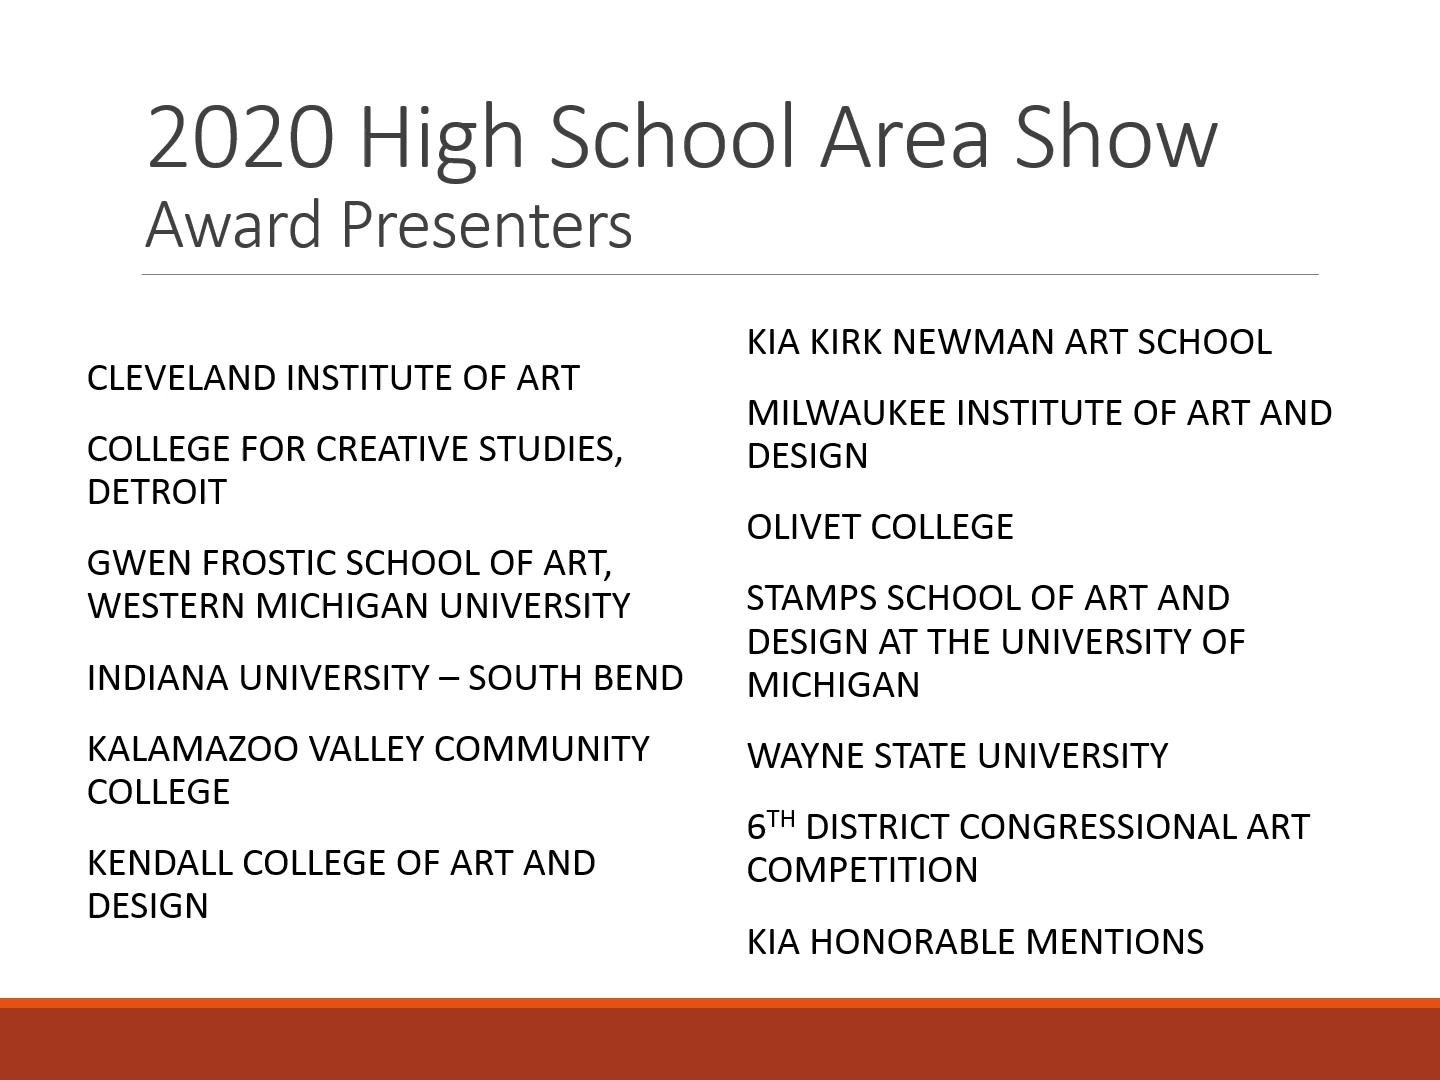 2020 High School Area Show
Award Presenters
CLEVELAND INSTITUTE OF ART
COLLEGE FOR CREATIVE STUDIES,
DETROIT
GWEN FROSTIC SCHOOL OF ART,
WESTERN MICHIGAN UNIVERSITY
INDIANA UNIVERSITY – SOUTH BEND
KALAMAZOO VALLEY COMMUNITY
COLLEGE
KENDALL COLLEGE OF ART AND
DESIGN
KIA KIRK NEWMAN ART SCHOOL
MILWAUKEE INSTITUTE OF ART AND
DESIGN
OLIVET COLLEGE
STAMPS SCHOOL OF ART AND
DESIGN AT THE UNIVERSITY OF
MICHIGAN
WAYNE STATE UNIVERSITY
6TH DISTRICT CONGRESSIONAL ART
COMPETITION
KIA HONORABLE MENTIONS